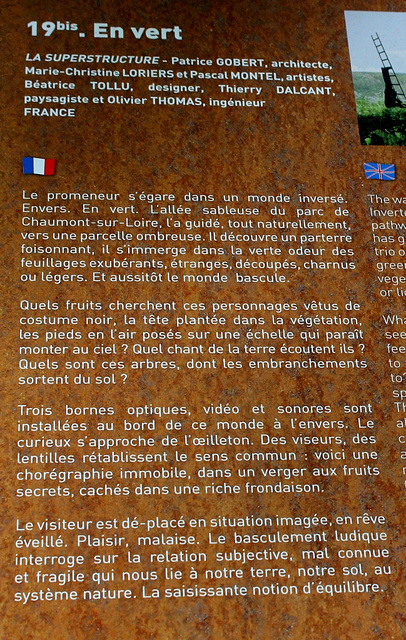 19bis. En vert
LA SUPERSTRUCTURE - Patrice GOBERT, architecte,
Marie-Christine LORIERS et Pascal MONTEL, artistes,
Béatrice TOLLU, designer, Thierry DALCANT,
paysagiste et Olivier THOMAS, ingénieur
FRANCE
Le promeneur s'égare dans un monde inversé.
Envers. En vert. L'allée sableuse du parc de
Chaumont-sur-Loire, l'a guidé, tout naturellement,
vers une parcelle ombreuse. Il découvre un parterre
foisonnant, il s'immerge dans la verte odeur des
feuillages exubérants, étranges, découpés, charnus
ou légers. Et aussitôt le monde bascule.
Quels fruits cherchent ces personnages vêtus de
costume noir, la tête plantée dans la végétation,
les pieds en l'air posés sur une échelle qui paraît
monter au ciel ? Quel chant de la terre écoutent ils ?
Quels sont ces arbres, dont les embranchements
sortent du sol ?
Trois bornes optiques, vidéo et sonores sont
installées au bord de ce monde à l'envers. Le
curieux s'approche de l'œilleton. Des viseurs, des
lentilles rétablissent le sens commun : voici une
chorégraphie immobile, dans un verger aux fruits
secrets, cachés dans une riche frondaison.
Le visiteur est dé-placé en situation imagée, en rêve
éveillé. Plaisir, malaise. Le basculement ludique
interroge sur la relation subjective, mal connue
et fragile qui nous lie à notre terre, notre sol, au
système nature. La saisissante notion d'équilibre.
The
trio
or
to